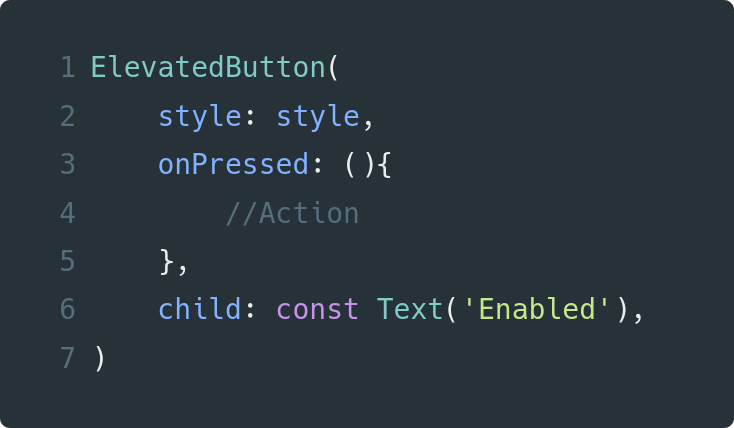 1 ElevatedButton(
2     style: style,
3     onPressed: (){
4         //Action
5     },
6     child: const Text('Enabled'),
7 )